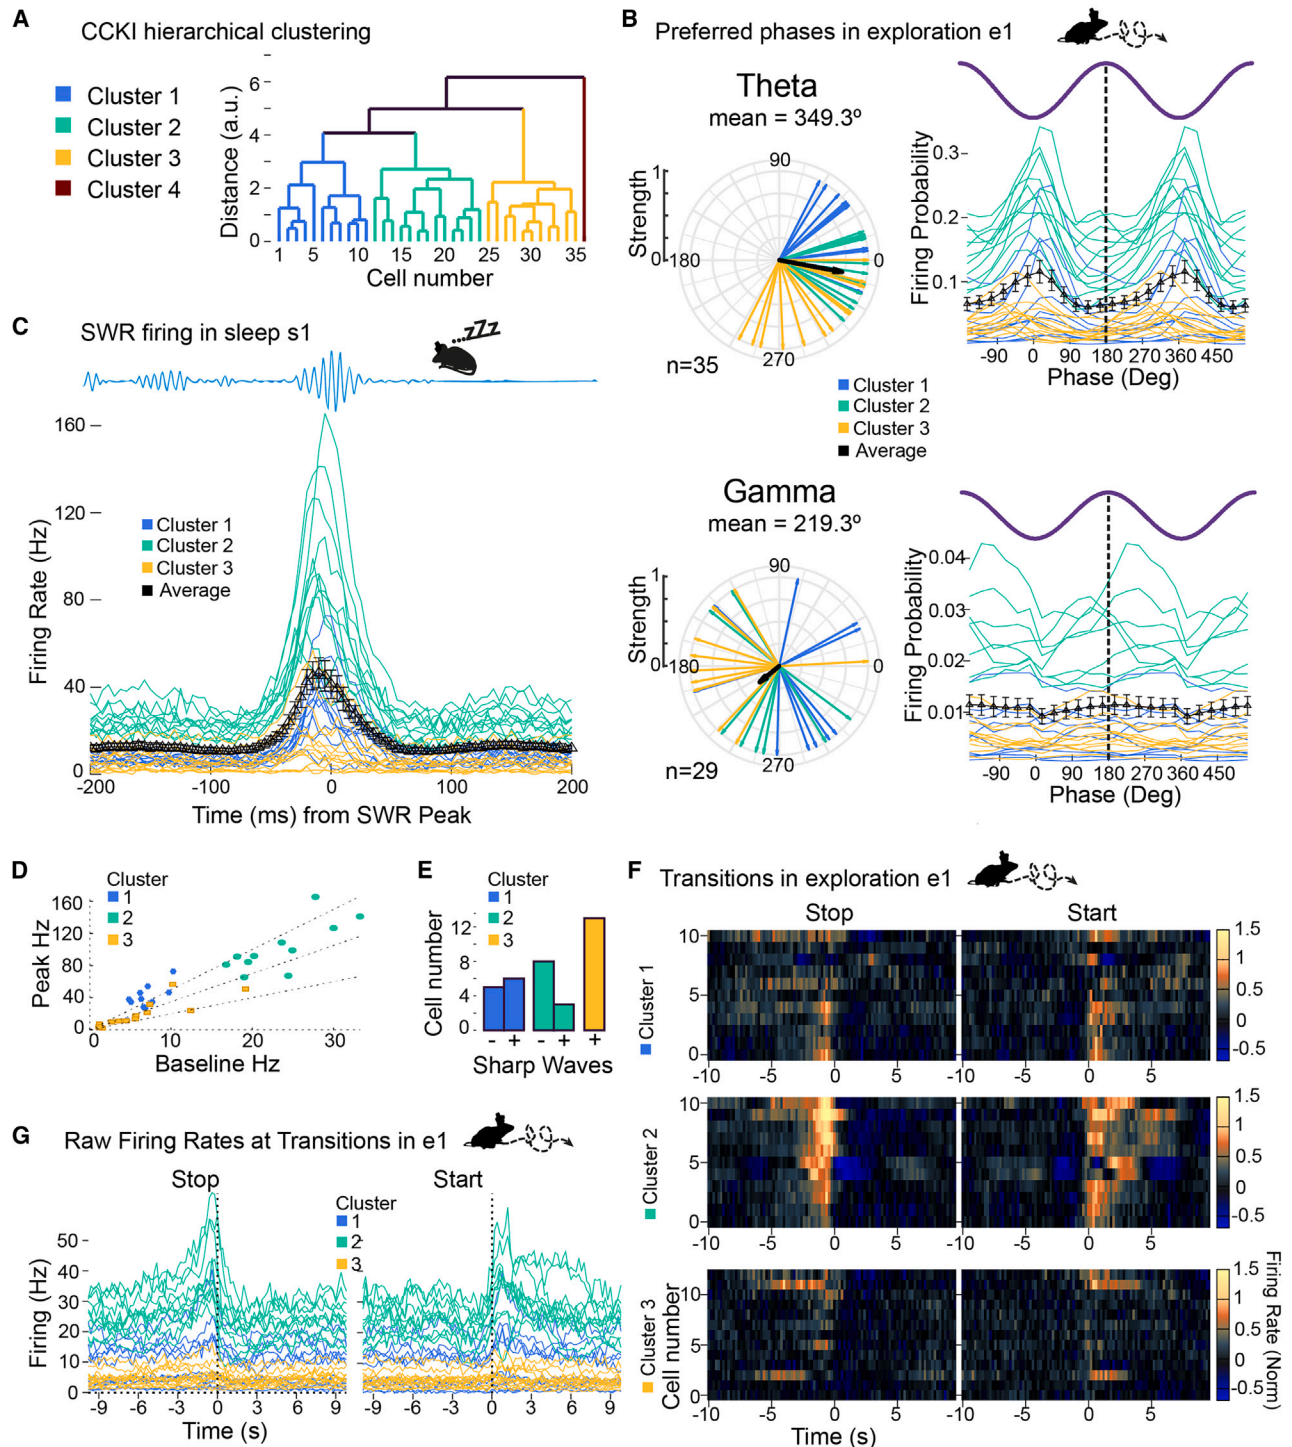 A
CCKI hierarchical clustering
Cluster 1
Cluster 2
Cluster 3
Cluster 4
Distance (a.u.)
6
4
2
0
1 5 10 15 20 25 30 35
Cell number
B
Preferred phases in exploration e1
Theta
mean = 349.3º
Strength
1
0
90
180
0
270
n=35
Cluster 1
Cluster 2
Cluster 3
Average
Firing Probability
0.3
0.2
0.1
-90 0 90 180 270 360 450
Phase (Deg)
Gamma
mean = 219.3º
Strength
1
0
90
180
0
270
n=29
Firing Probability
0.04
0.03
0.02
0.01
-90 0 90 180 270 360 450
Phase (Deg)
C
SWR firing in sleep s1
zZz
Firing Rate (Hz)
160
120
80
40
0
Cluster 1
Cluster 2
Cluster 3
Average
-200 -100 0 100 200
Time (ms) from SWR Peak
D
Cluster
1
2
3
Peak Hz
160
120
80
40
0
0 10 20 30
Baseline Hz
E
Cluster
1
2
3
Cell number
12
8
4
0
- + - + +
Sharp Waves
F
Transitions in exploration e1
Stop Start
Cluster 1
10
5
0
-10 -5 0 5 -10 -5 0 5
1.5
1
0.5
0
-0.5
Cluster 2
10
5
0
-10 -5 0 5 -10 -5 0 5
1.5
1
0.5
0
-0.5
Cluster 3
Cell number
10
5
0
-10 -5 0 5 -10 -5 0 5
Time (s)
1.5
1
0.5
0
-0.5
Firing Rate (Norm)
G
Raw Firing Rates at Transitions in e1
Stop Start
Cluster
1
2
3
Firing (Hz)
50
40
30
20
10
0
-9 -6 -3 0 3 6 9 -9 -6 -3 0 3 6 9
Time (s)